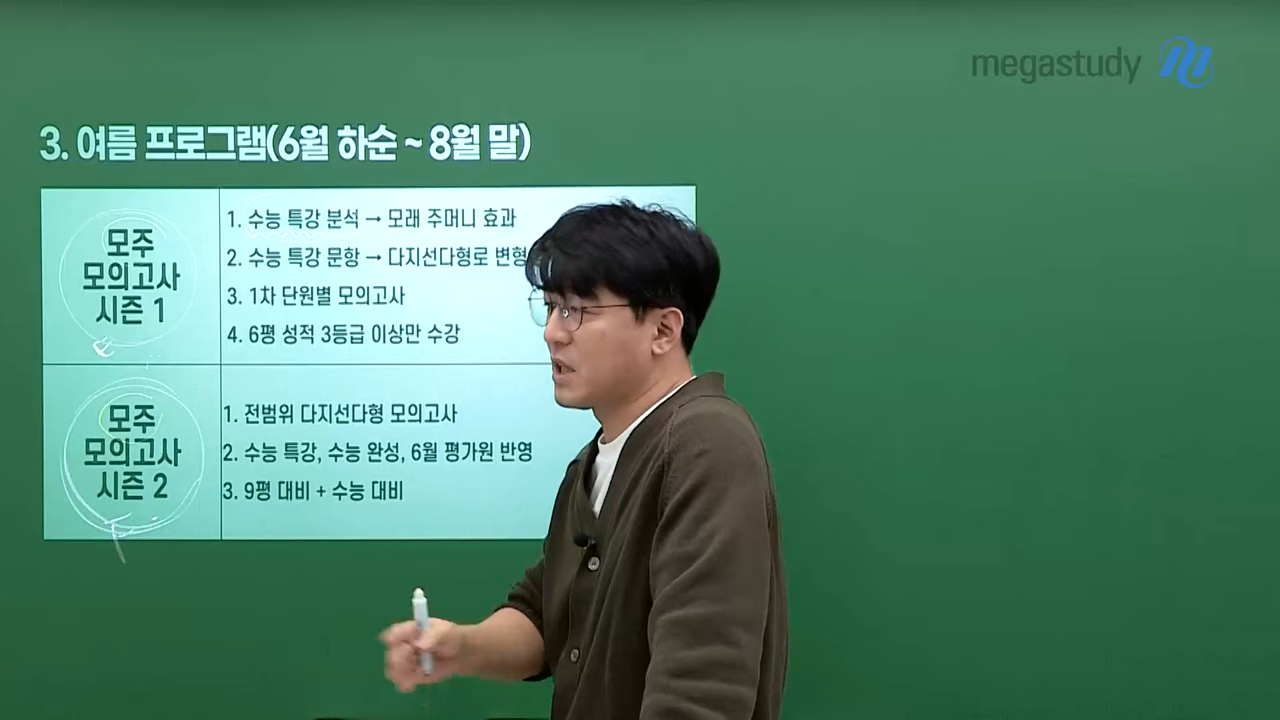 megastudy
3. 여름 프로그램(6월 하순 ~ 8월 말)
모주
모의고사
시즌 1
1. 수능 특강 분석 → 모래 주머니 효과
2. 수능 특강 문항 → 다지선다형로 변형
3. 1차 단원별 모의고사
4. 6평 성적 3등급 이상만 수강
모주
모의고사
시즌 2
1. 전범위 다지선다형 모의고사
2. 수능 특강, 수능 완성, 6월 평가원 반영
3. 9평 대비 + 수능 대비